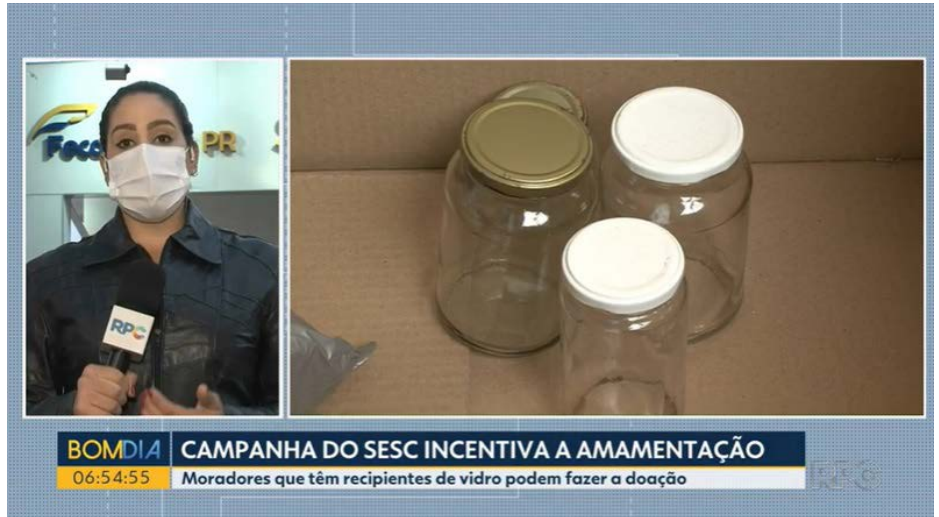 PR
RPC
BOMDIA
CAMPANHA DO SESC INCENTIVA A AMAMENTAÇÃO
06:54:55
Moradores que têm recipientes de vidro podem fazer a doação
RPC